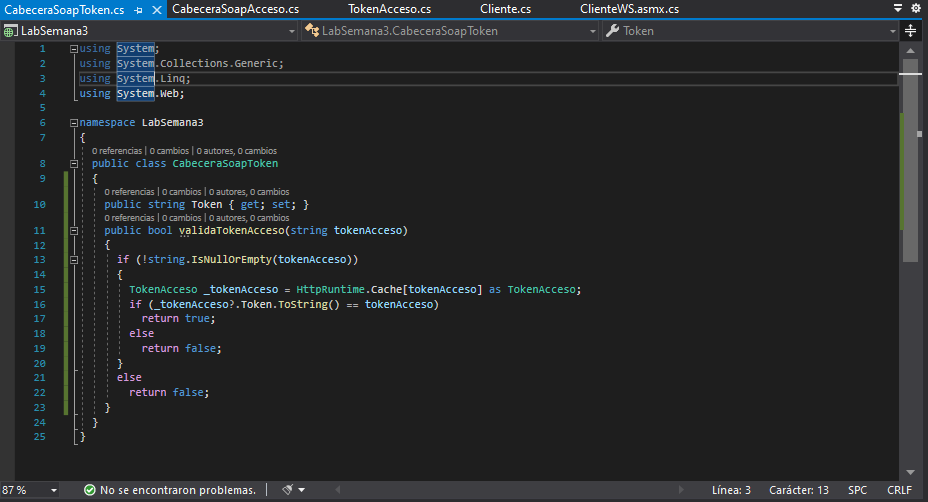 CabeceraSoapToken.cs CabeceraSoapAcceso.cs TokenAcceso.cs Cliente.cs ClienteWS.asmx.cs
LabSemana3 LabSemana3.CabeceraSoapToken Token
1 using System;
2 using System.Collections.Generic;
3 using System.Linq;
4 using System.Web;
5
6 namespace LabSemana3
7 {
0 referencias | 0 cambios | 0 autores, 0 cambios
8 public class CabeceraSoapToken
9 {
0 referencias | 0 cambios | 0 autores, 0 cambios
10 public string Token { get; set; }
0 referencias | 0 cambios | 0 autores, 0 cambios
11 public bool validaTokenAcceso(string tokenAcceso)
12 {
13 if (!string.IsNullOrEmpty(tokenAcceso))
14 {
15 TokenAcceso _tokenAcceso = HttpRuntime.Cache[tokenAcceso] as TokenAcceso;
16 if (_tokenAcceso?.Token.ToString() == tokenAcceso)
17 return true;
18 else
19 return false;
20 }
21 else
22 return false;
23 }
24 }
25 }
87 % No se encontraron problemas. Línea: 3 Carácter: 13 SPC CRLF